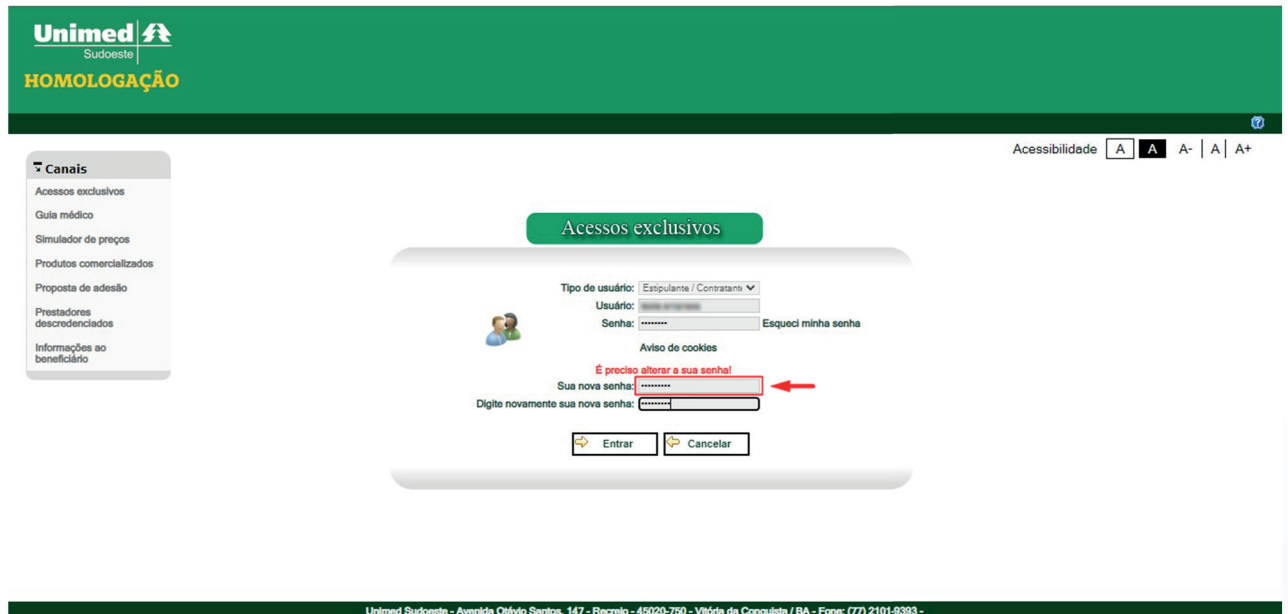 Unimed
Sudoeste
HOMOLOGAÇÃO
Acessibilidade A A A- A A+
Canais
Acessos exclusivos
Guia médico
Simulador de preços
Produtos comercializados
Proposta de adesão
Prestadores
descredenciados
Informações ao
beneficiário
Acessos exclusivos
Tipo de usuário: Estipulante / Contratante
Usuário:
Senha: •••••••• Esqueci minha senha
Aviso de cookies
É preciso alterar a sua senha!
Sua nova senha: •••••••••
Digite novamente sua nova senha: •••••••••
Entrar Cancelar
Unimed Sudoeste - Avenida Otávio Santos, 147 - Recreio - 45020-750 - Vitória da Conquista / BA - Fone: (77) 2101-9393 -